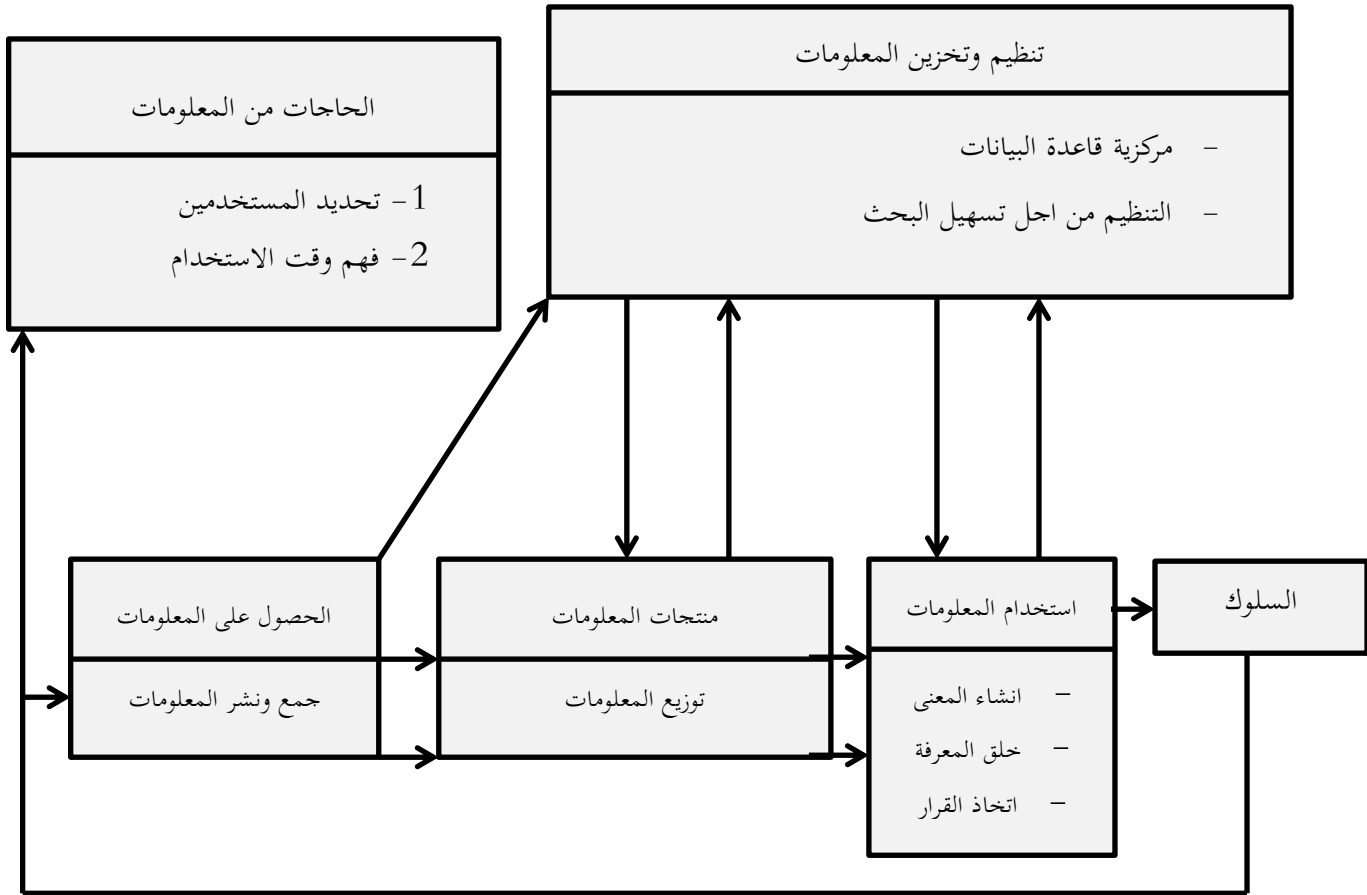 تنظيم وتخزين المعلومات
- مركزية قاعدة البيانات
- التنظيم من اجل تسهيل البحث
الحاجات من المعلومات
1- تحديد المستخدمين
2- فهم وقت الاستخدام
السلوك
استخدام المعلومات
- انشاء المعنى
- خلق المعرفة
- اتخاذ القرار
منتجات المعلومات
توزيع المعلومات
الحصول على المعلومات
جمع ونشر المعلومات